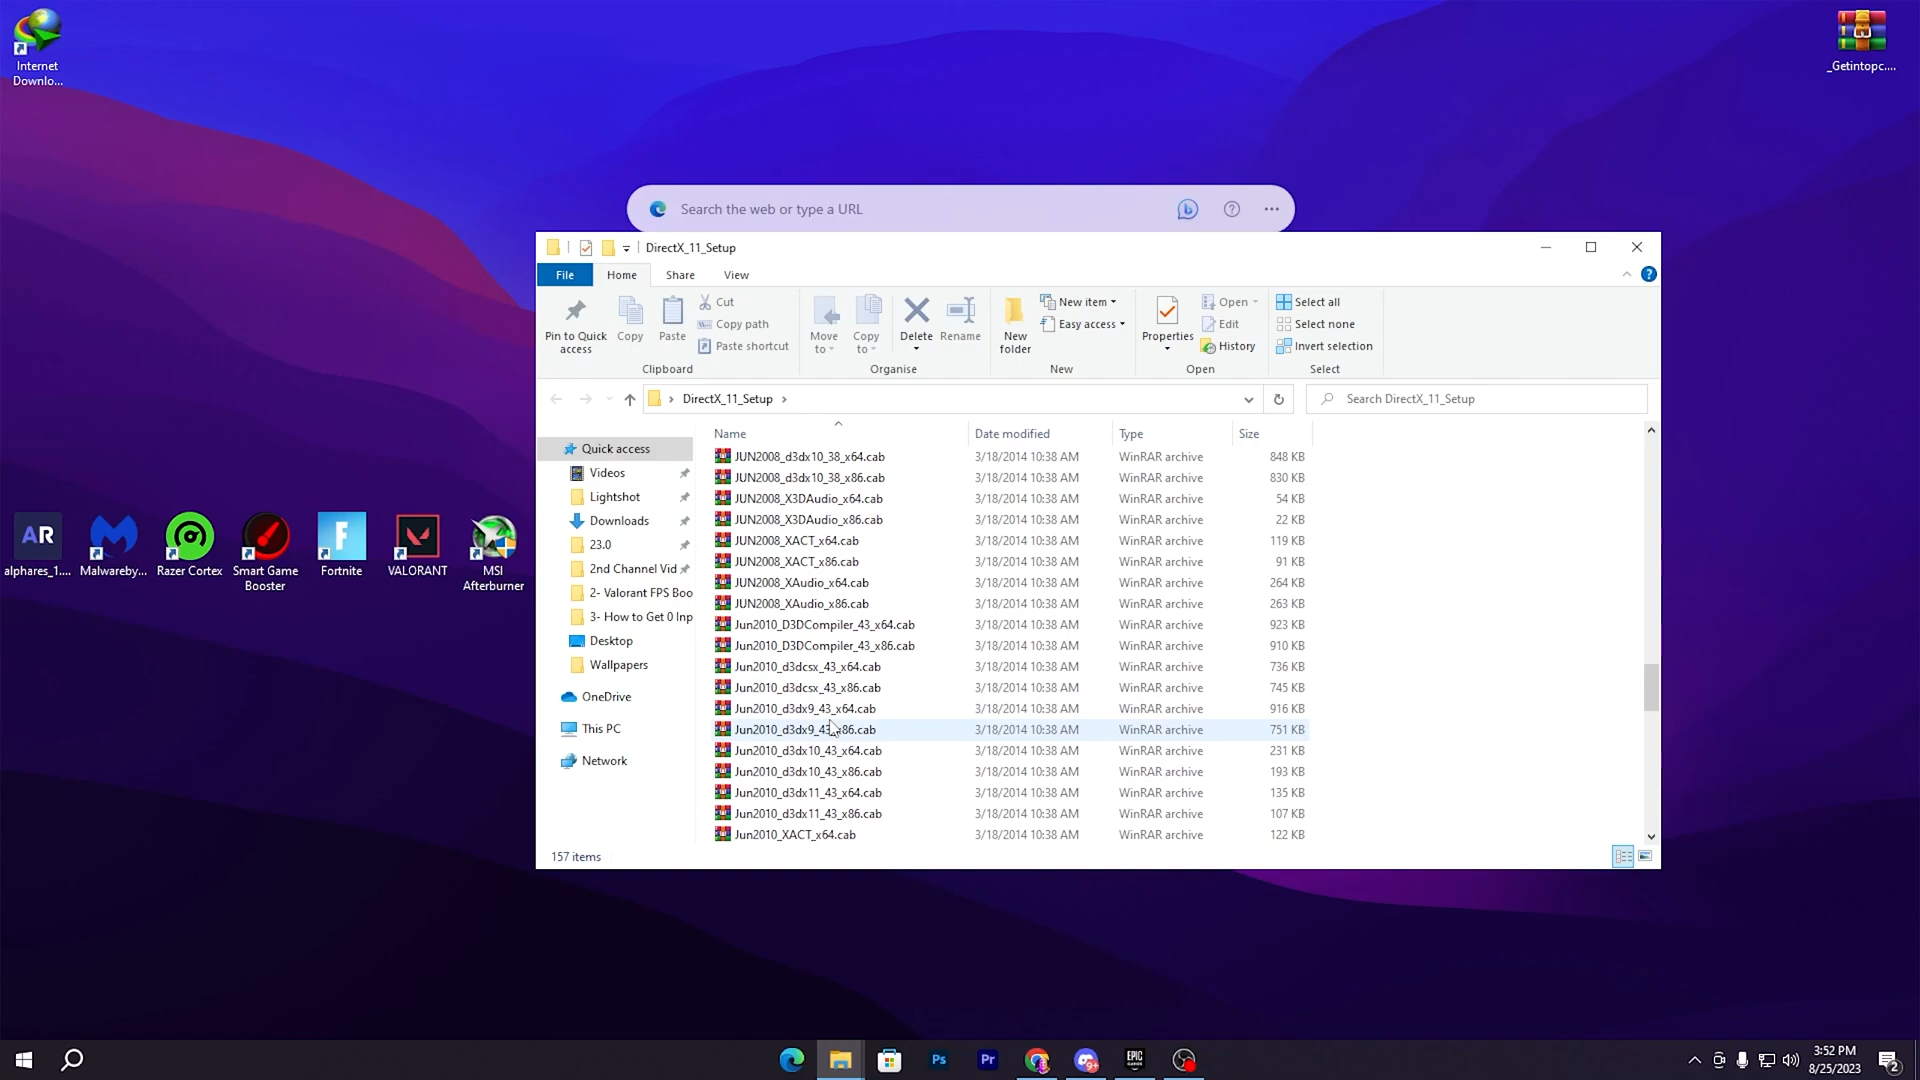 Internet
Downlo...
_Getintopc....
Search the web or type a URL
DirectX_11_Setup
File
Home
Share
View
Pin to Quick
access
Copy
Paste
Cut
Copy path
Paste shortcut
Clipboard
Move
to
Copy
to
Delete
Rename
Organise
New
folder
New item
Easy access
New
Properties
Open
Edit
History
Open
Select all
Select none
Invert selection
Select
DirectX_11_Setup
Search DirectX_11_Setup
Quick access
Videos
Lightshot
Downloads
23.0
2nd Channel Vid
2- Valorant FPS Boo
3- How to Get 0 Inp
Desktop
Wallpapers
OneDrive
This PC
Network
Name Date modified Type Size
JUN2008_d3dx10_38_x64.cab 3/18/2014 10:38 AM WinRAR archive 848 KB
JUN2008_d3dx10_38_x86.cab 3/18/2014 10:38 AM WinRAR archive 830 KB
JUN2008_X3DAudio_x64.cab 3/18/2014 10:38 AM WinRAR archive 54 KB
JUN2008_X3DAudio_x86.cab 3/18/2014 10:38 AM WinRAR archive 22 KB
JUN2008_XACT_x64.cab 3/18/2014 10:38 AM WinRAR archive 119 KB
JUN2008_XACT_x86.cab 3/18/2014 10:38 AM WinRAR archive 91 KB
JUN2008_XAudio_x64.cab 3/18/2014 10:38 AM WinRAR archive 264 KB
JUN2008_XAudio_x86.cab 3/18/2014 10:38 AM WinRAR archive 263 KB
Jun2010_D3DCompiler_43_x64.cab 3/18/2014 10:38 AM WinRAR archive 923 KB
Jun2010_D3DCompiler_43_x86.cab 3/18/2014 10:38 AM WinRAR archive 910 KB
Jun2010_d3dcsx_43_x64.cab 3/18/2014 10:38 AM WinRAR archive 736 KB
Jun2010_d3dcsx_43_x86.cab 3/18/2014 10:38 AM WinRAR archive 745 KB
Jun2010_d3dx9_43_x64.cab 3/18/2014 10:38 AM WinRAR archive 916 KB
Jun2010_d3dx9_43_x86.cab 3/18/2014 10:38 AM WinRAR archive 751 KB
Jun2010_d3dx10_43_x64.cab 3/18/2014 10:38 AM WinRAR archive 231 KB
Jun2010_d3dx10_43_x86.cab 3/18/2014 10:38 AM WinRAR archive 193 KB
Jun2010_d3dx11_43_x64.cab 3/18/2014 10:38 AM WinRAR archive 135 KB
Jun2010_d3dx11_43_x86.cab 3/18/2014 10:38 AM WinRAR archive 107 KB
Jun2010_XACT_x64.cab 3/18/2014 10:38 AM WinRAR archive 122 KB
157 items
AR
alphares_1....
Malwareby...
Razer Cortex
Smart Game
Booster
F
Fortnite
VALORANT
MSI
Afterburner
Ps
Pr
9+
EPIC
GAMES
3:52 PM
8/25/2023
2